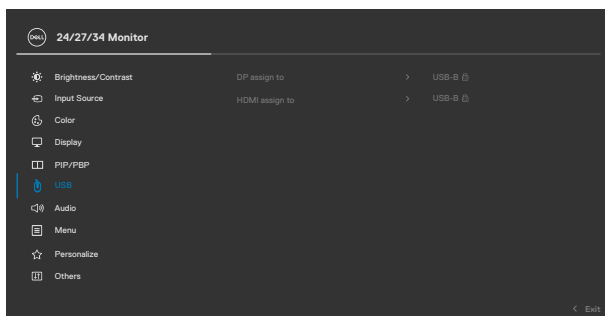 DELL 24/27/34 Monitor
Brightness/Contrast DP assign to > USB-B
Input Source HDMI assign to > USB-B
Color
Display
PIP/PBP
USB
Audio
Menu
Personalize
Others
< Exit